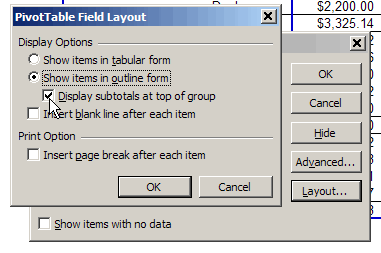 $2,200.00
PivotTable Field Layout
$3,325.14
Display Options
Show items in tabular form
Show items in outline form
Display subtotals at top of group
Insert blank line after each item
Print Option
Insert page break after each item
OK
Cancel
OK
Cancel
Hide
Advanced...
Layout...
Show items with no data